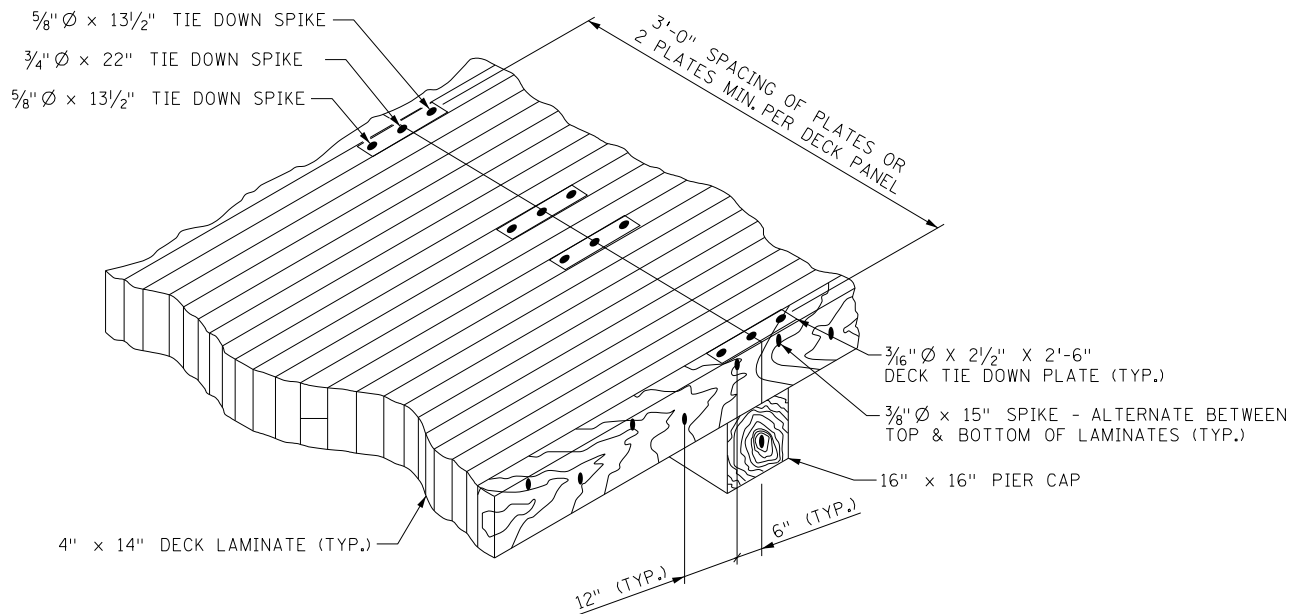 ⅝" Ø x 13½" TIE DOWN SPIKE
¾" Ø x 22" TIE DOWN SPIKE
⅝" Ø x 13½" TIE DOWN SPIKE
3'-0" SPACING OF PLATES OR
2 PLATES MIN. PER DECK PANEL
3⁄16" Ø X 2½" X 2'-6"
DECK TIE DOWN PLATE (TYP.)
⅜" Ø x 15" SPIKE - ALTERNATE BETWEEN
TOP & BOTTOM OF LAMINATES (TYP.)
16" x 16" PIER CAP
6" (TYP.)
12" (TYP.)
4" x 14" DECK LAMINATE (TYP.)